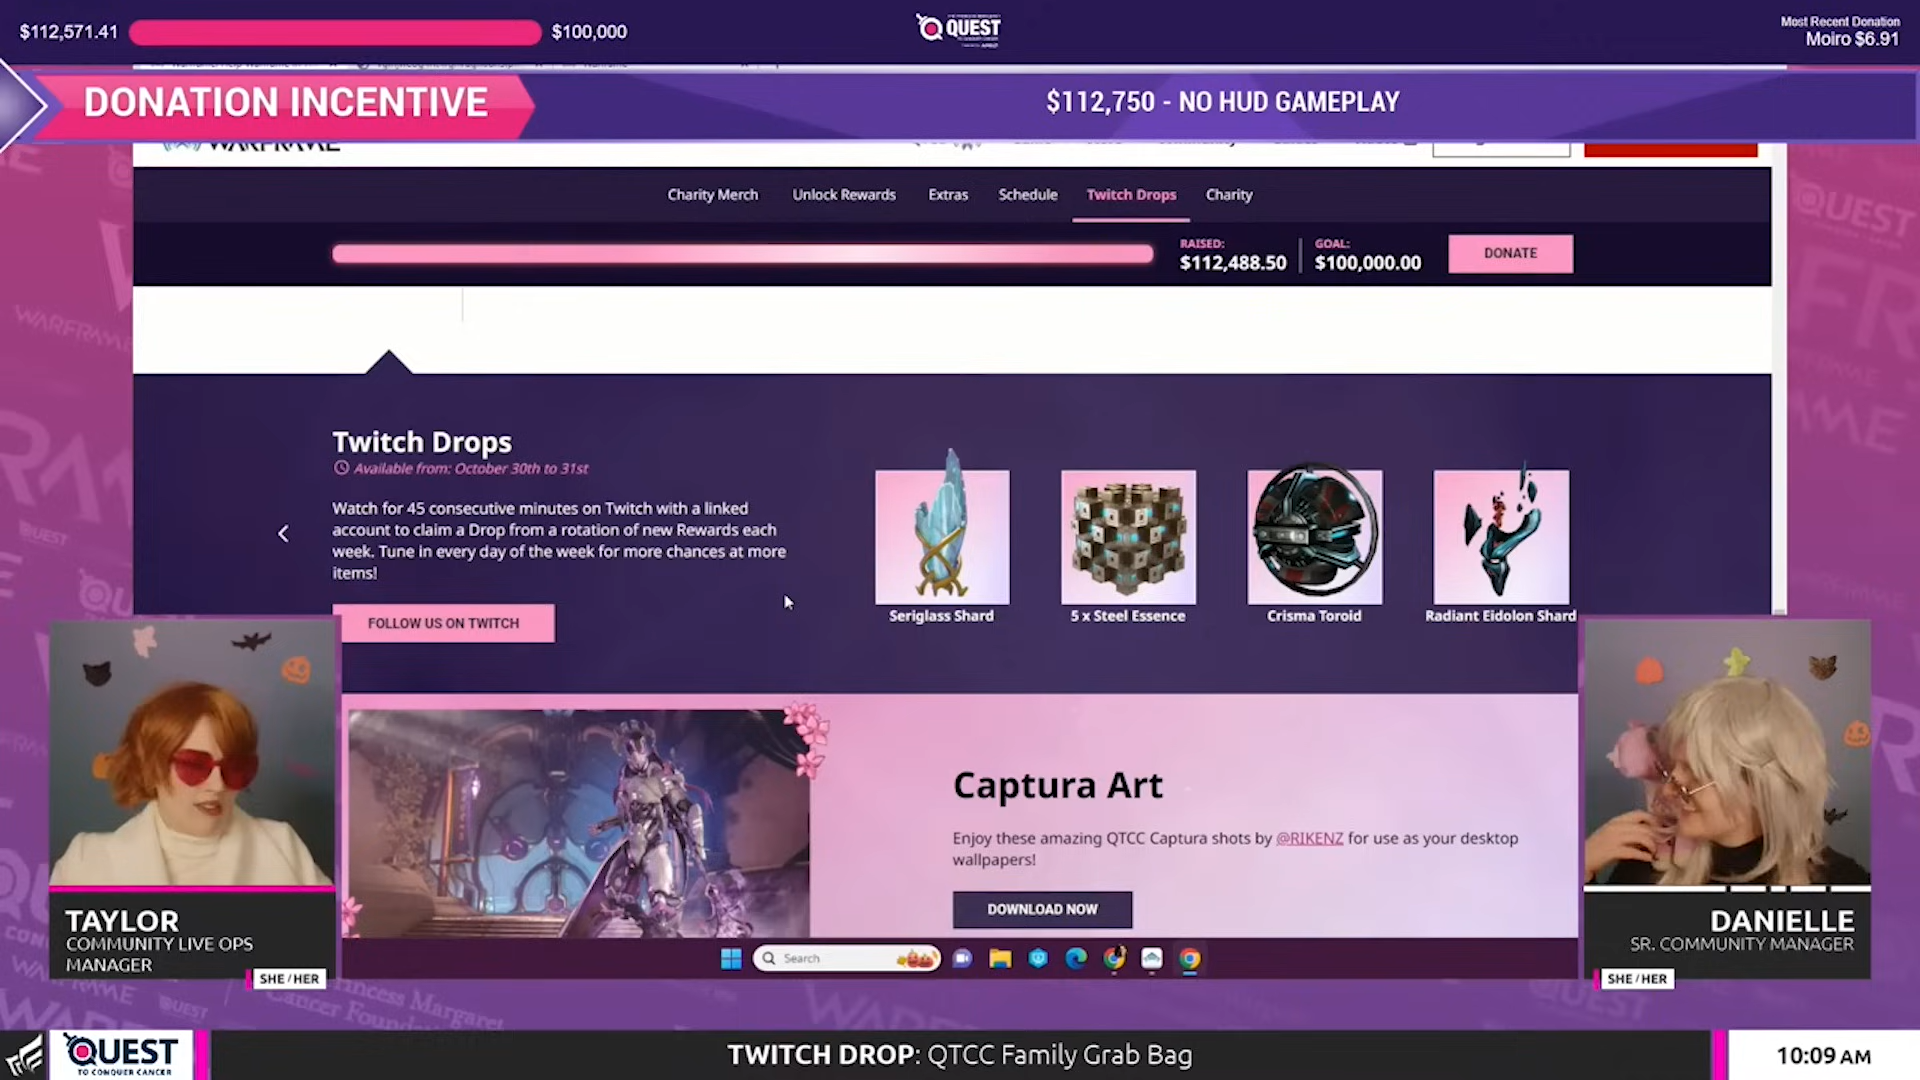 $112,571.41
$100,000
QUEST
Most Recent Donation
Moiro $6.91
DONATION INCENTIVE
$112,750 - NO HUD GAMEPLAY
WARFRAME
Charity Merch
Unlock Rewards
Extras
Schedule
Twitch Drops
Charity
RAISED:
$112,488.50
GOAL:
$100,000.00
DONATE
Twitch Drops
Available from: October 30th to 31st
Watch for 45 consecutive minutes on Twitch with a linked
account to claim a Drop from a rotation of new Rewards each
week. Tune in every day of the week for more chances at more
items!
FOLLOW US ON TWITCH
Seriglass Shard
5 x Steel Essence
Crisma Toroid
Radiant Eidolon Shard
Captura Art
Enjoy these amazing QTCC Captura shots by @RIKENZ for use as your desktop
wallpapers!
DOWNLOAD NOW
Search
TAYLOR
COMMUNITY LIVE OPS
MANAGER
SHE/HER
DANIELLE
SR. COMMUNITY MANAGER
SHE/HER
QUEST
TO CONQUER CANCER
TWITCH DROP: QTCC Family Grab Bag
10:09 AM